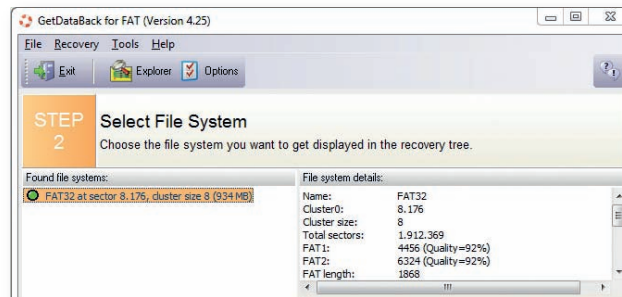 GetDataBack for FAT (Version 4.25)
File Recovery Tools Help
Exit Explorer Options
STEP 2
Select File System
Choose the file system you want to get displayed in the recovery tree.
Found file systems:
FAT32 at sector 8.176, cluster size 8 (934 MB)
File system details:
Name: FAT32
Cluster0: 8.176
Cluster size: 8
Total sectors: 1.912.369
FAT1: 4456 (Quality=92%)
FAT2: 6324 (Quality=92%)
FAT length: 1868